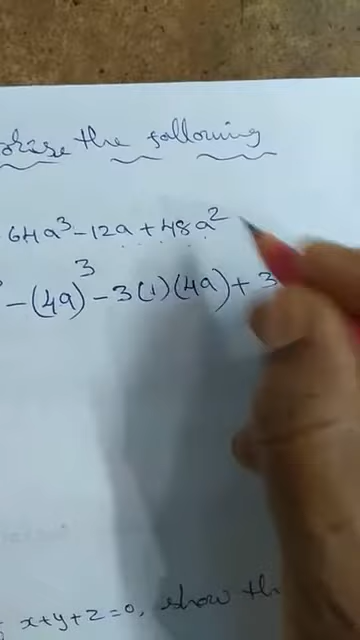 the following
64a³ - 12a + 48a²
- (4a)³ - 3(1)(4a) + 3
x+y+z=0, show th